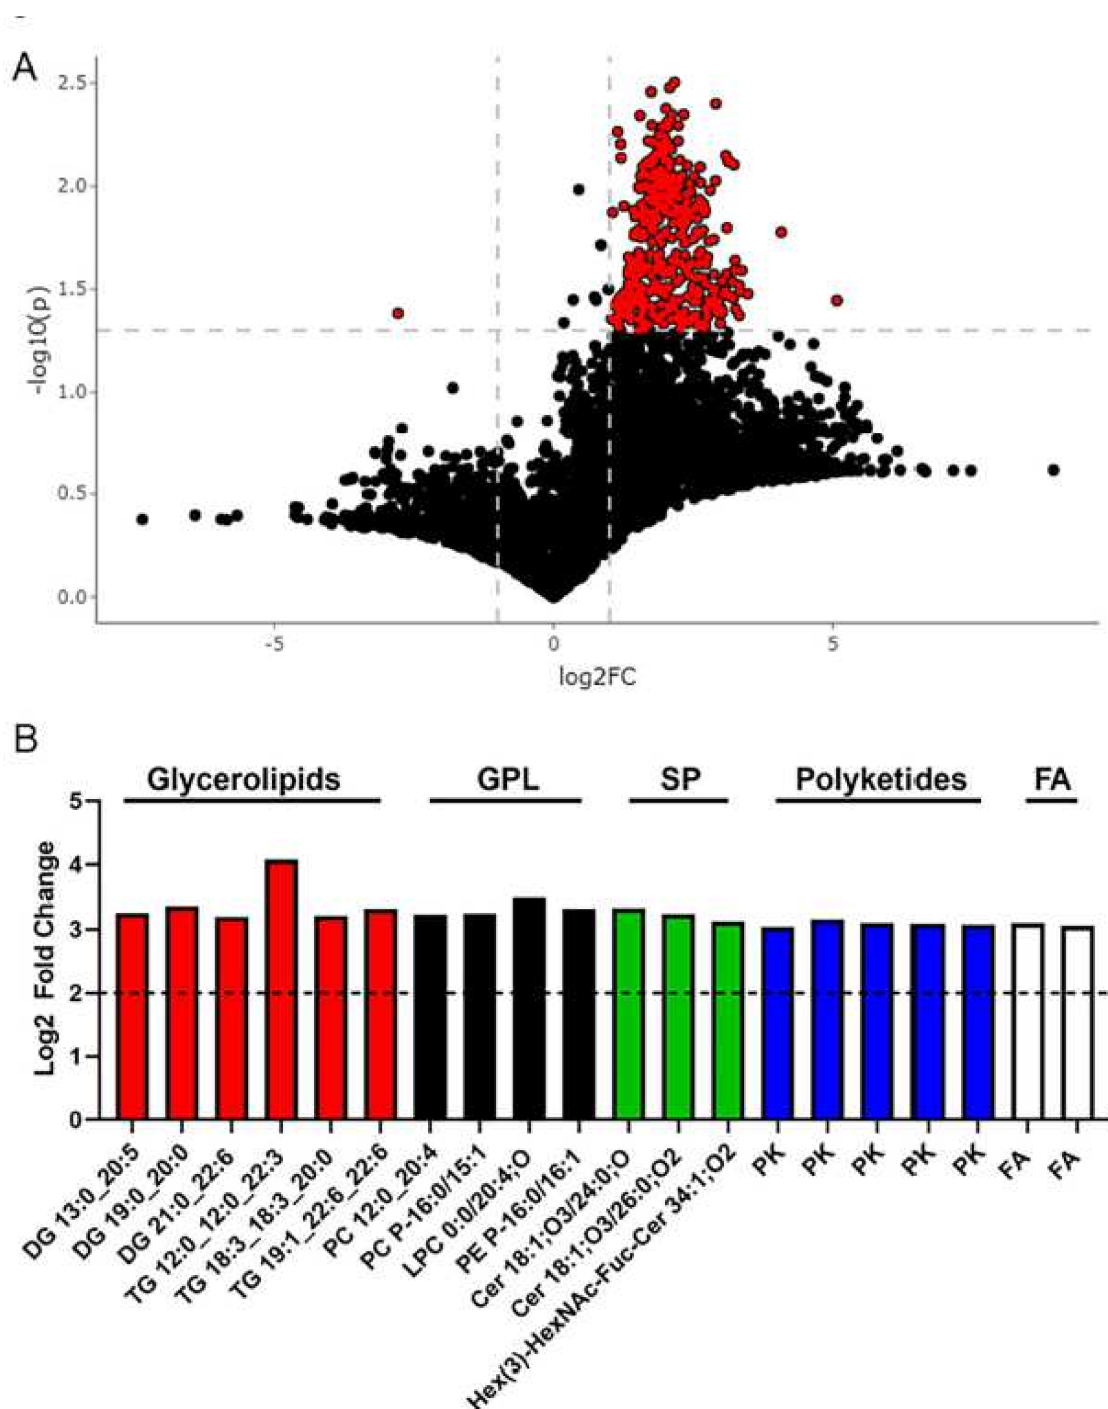 A
2.5
2.0
1.5
1.0
0.5
0.0
-log10(p)
-5 0 5
log2FC
B
Glycerolipids GPL SP Polyketides FA
5
4
3
2
1
0
Log2 Fold Change
DG 13:0_20:5
DG 19:0_20:0
DG 21:0_22:6
TG 12:0_12:0_22:3
TG 18:3_18:3_20:0
TG 19:1_22:6_22:6
PC 12:0_20:4
PC P-16:0/15:1
LPC 0:0/20:4;O
PE P-16:0/16:1
Cer 18:1;O3/24:0;O
Cer 18:1;O3/26:0;O2
Hex(3)-HexNAc-Fuc-Cer 34:1;O2
PK
PK
PK
PK
PK
FA
FA